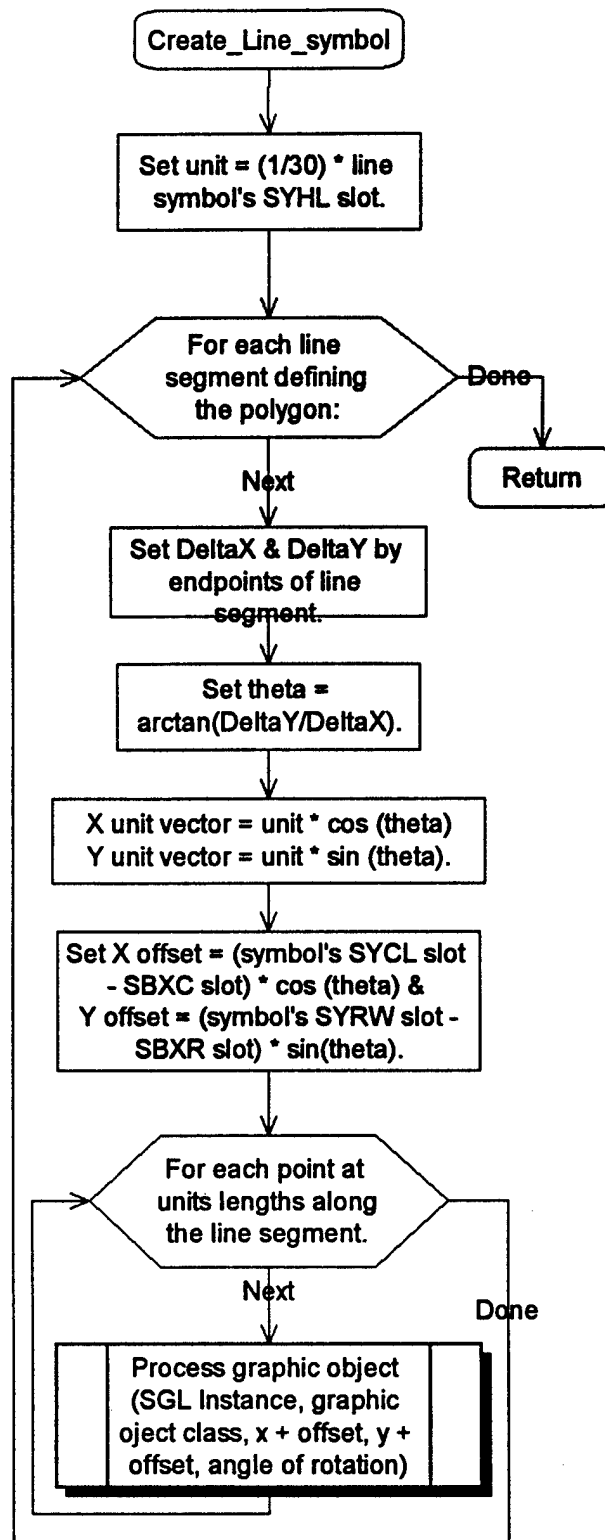 Create_Line_symbol
Set unit = (1/30) * line
symbol's SYHL slot.
For each line
segment defining
the polygon:
Done
Return
Next
Set DeltaX & DeltaY by
endpoints of line
segment.
Set theta =
arctan(DeltaY/DeltaX).
X unit vector = unit * cos (theta)
Y unit vector = unit * sin (theta).
Set X offset = (symbol's SYCL slot
- SBXC slot) * cos (theta) &
Y offset = (symbol's SYRW slot -
SBXR slot) * sin(theta).
For each point at
units lengths along
the line segment.
Next
Done
Process graphic object
(SGL Instance, graphic
oject class, x + offset, y +
offset, angle of rotation)